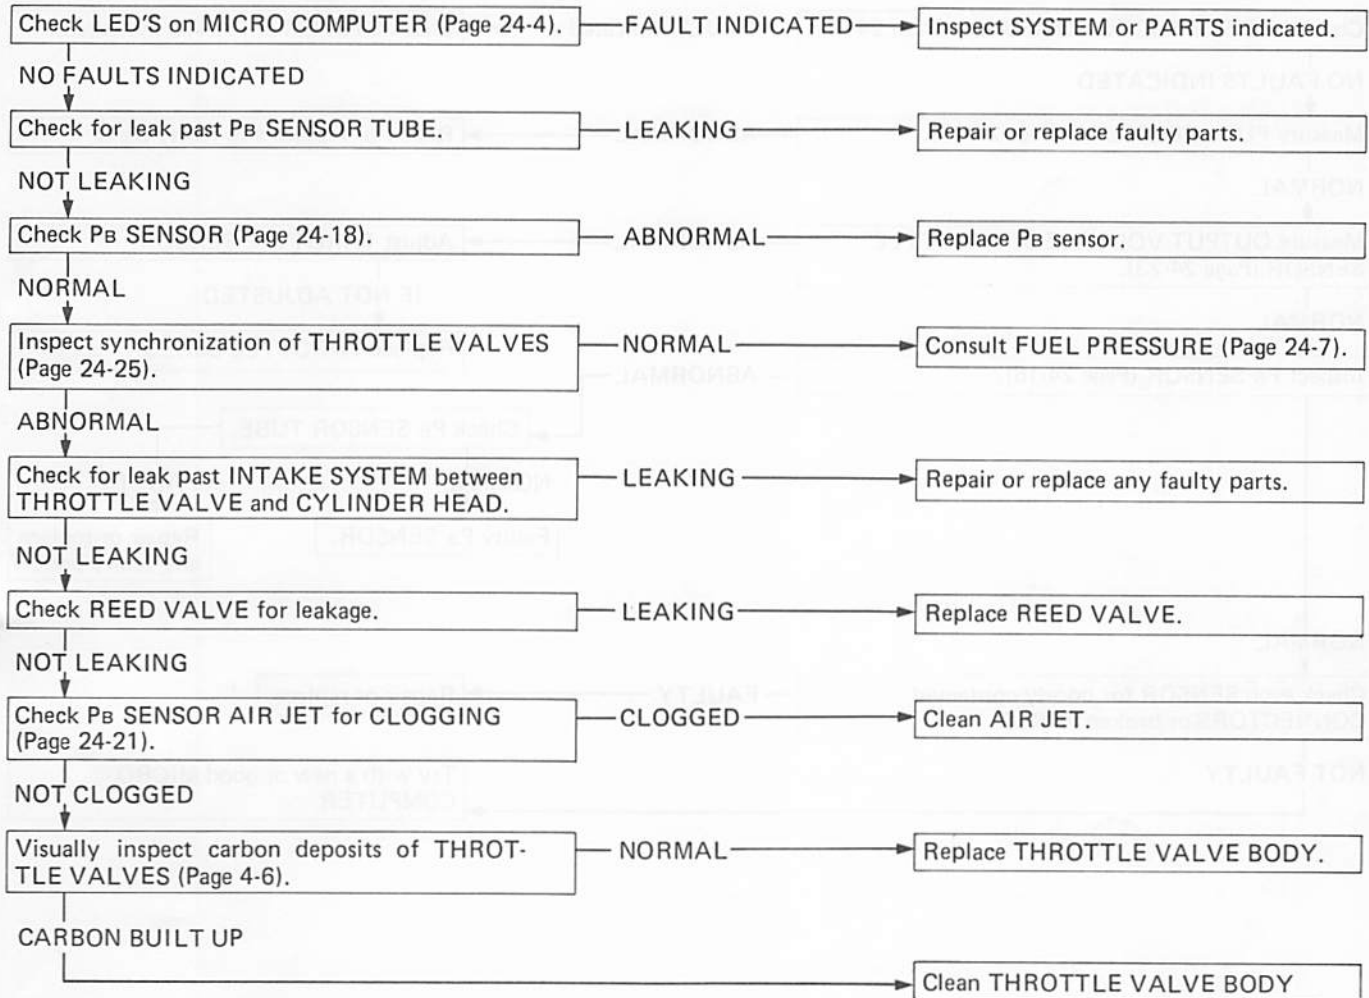 Check LED'S on MICRO COMPUTER (Page 24-4).
FAULT INDICATED
Inspect SYSTEM or PARTS indicated.
NO FAULTS INDICATED
Check for leak past PB SENSOR TUBE.
LEAKING
Repair or replace faulty parts.
NOT LEAKING
Check PB SENSOR (Page 24-18).
ABNORMAL
Replace PB sensor.
NORMAL
Inspect synchronization of THROTTLE VALVES
(Page 24-25).
NORMAL
Consult FUEL PRESSURE (Page 24-7).
ABNORMAL
Check for leak past INTAKE SYSTEM between
THROTTLE VALVE and CYLINDER HEAD.
LEAKING
Repair or replace any faulty parts.
NOT LEAKING
Check REED VALVE for leakage.
LEAKING
Replace REED VALVE.
NOT LEAKING
Check PB SENSOR AIR JET for CLOGGING
(Page 24-21).
CLOGGED
Clean AIR JET.
NOT CLOGGED
Visually inspect carbon deposits of THROT-
TLE VALVES (Page 4-6).
NORMAL
Replace THROTTLE VALVE BODY.
CARBON BUILT UP
Clean THROTTLE VALVE BODY